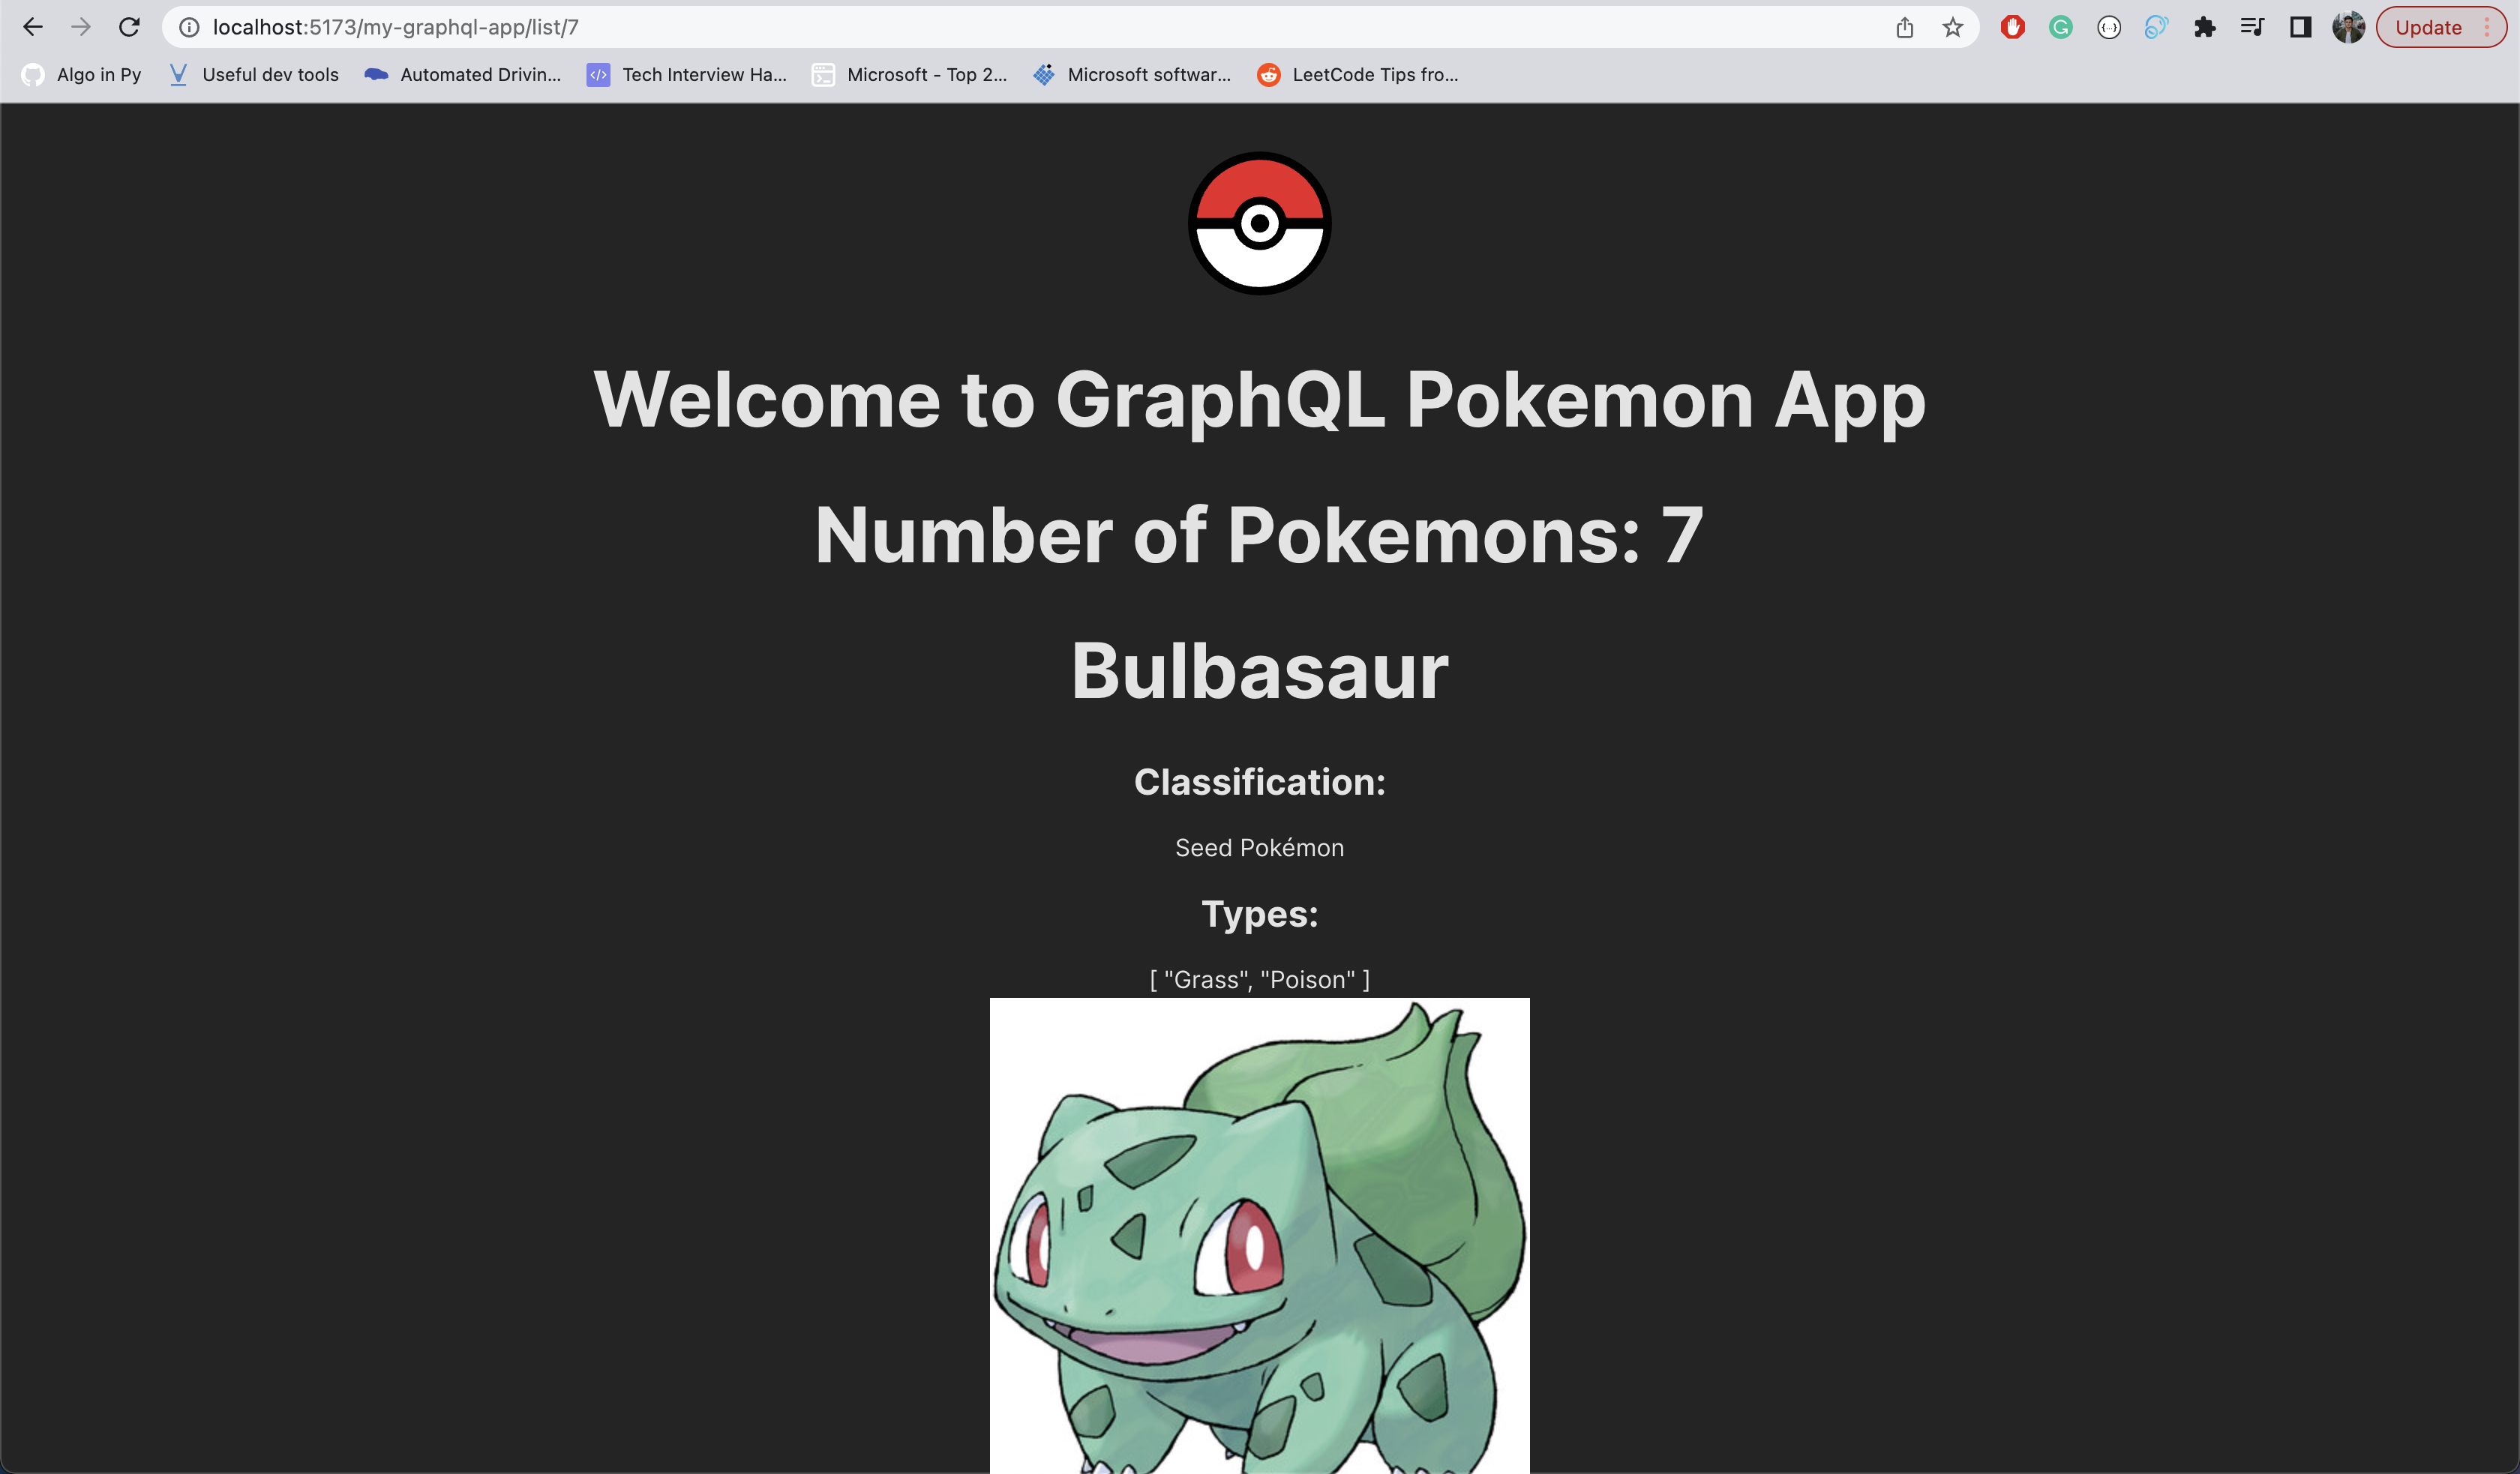 localhost:5173/my-graphql-app/list/7
Update
Algo in Py
Useful dev tools
Automated Drivin...
Tech Interview Ha...
Microsoft - Top 2...
Microsoft softwar...
LeetCode Tips fro...
Welcome to GraphQL Pokemon App
Number of Pokemons: 7
Bulbasaur
Classification:
Seed Pokémon
Types:
[ "Grass", "Poison" ]